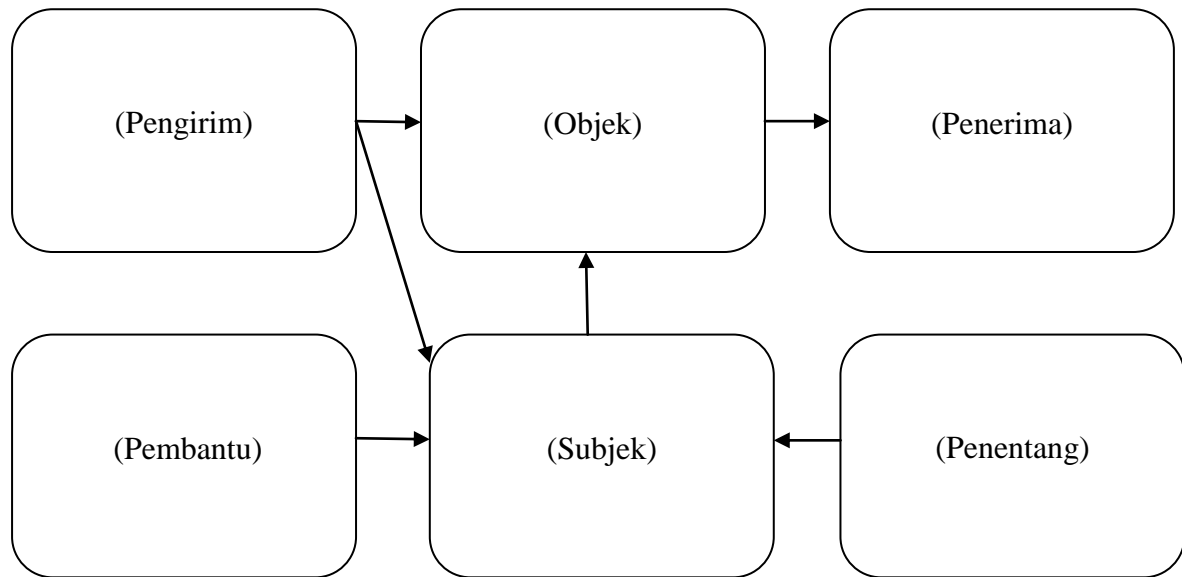 (Pengirim)
(Objek)
(Penerima)
(Pembantu)
(Subjek)
(Penentang)